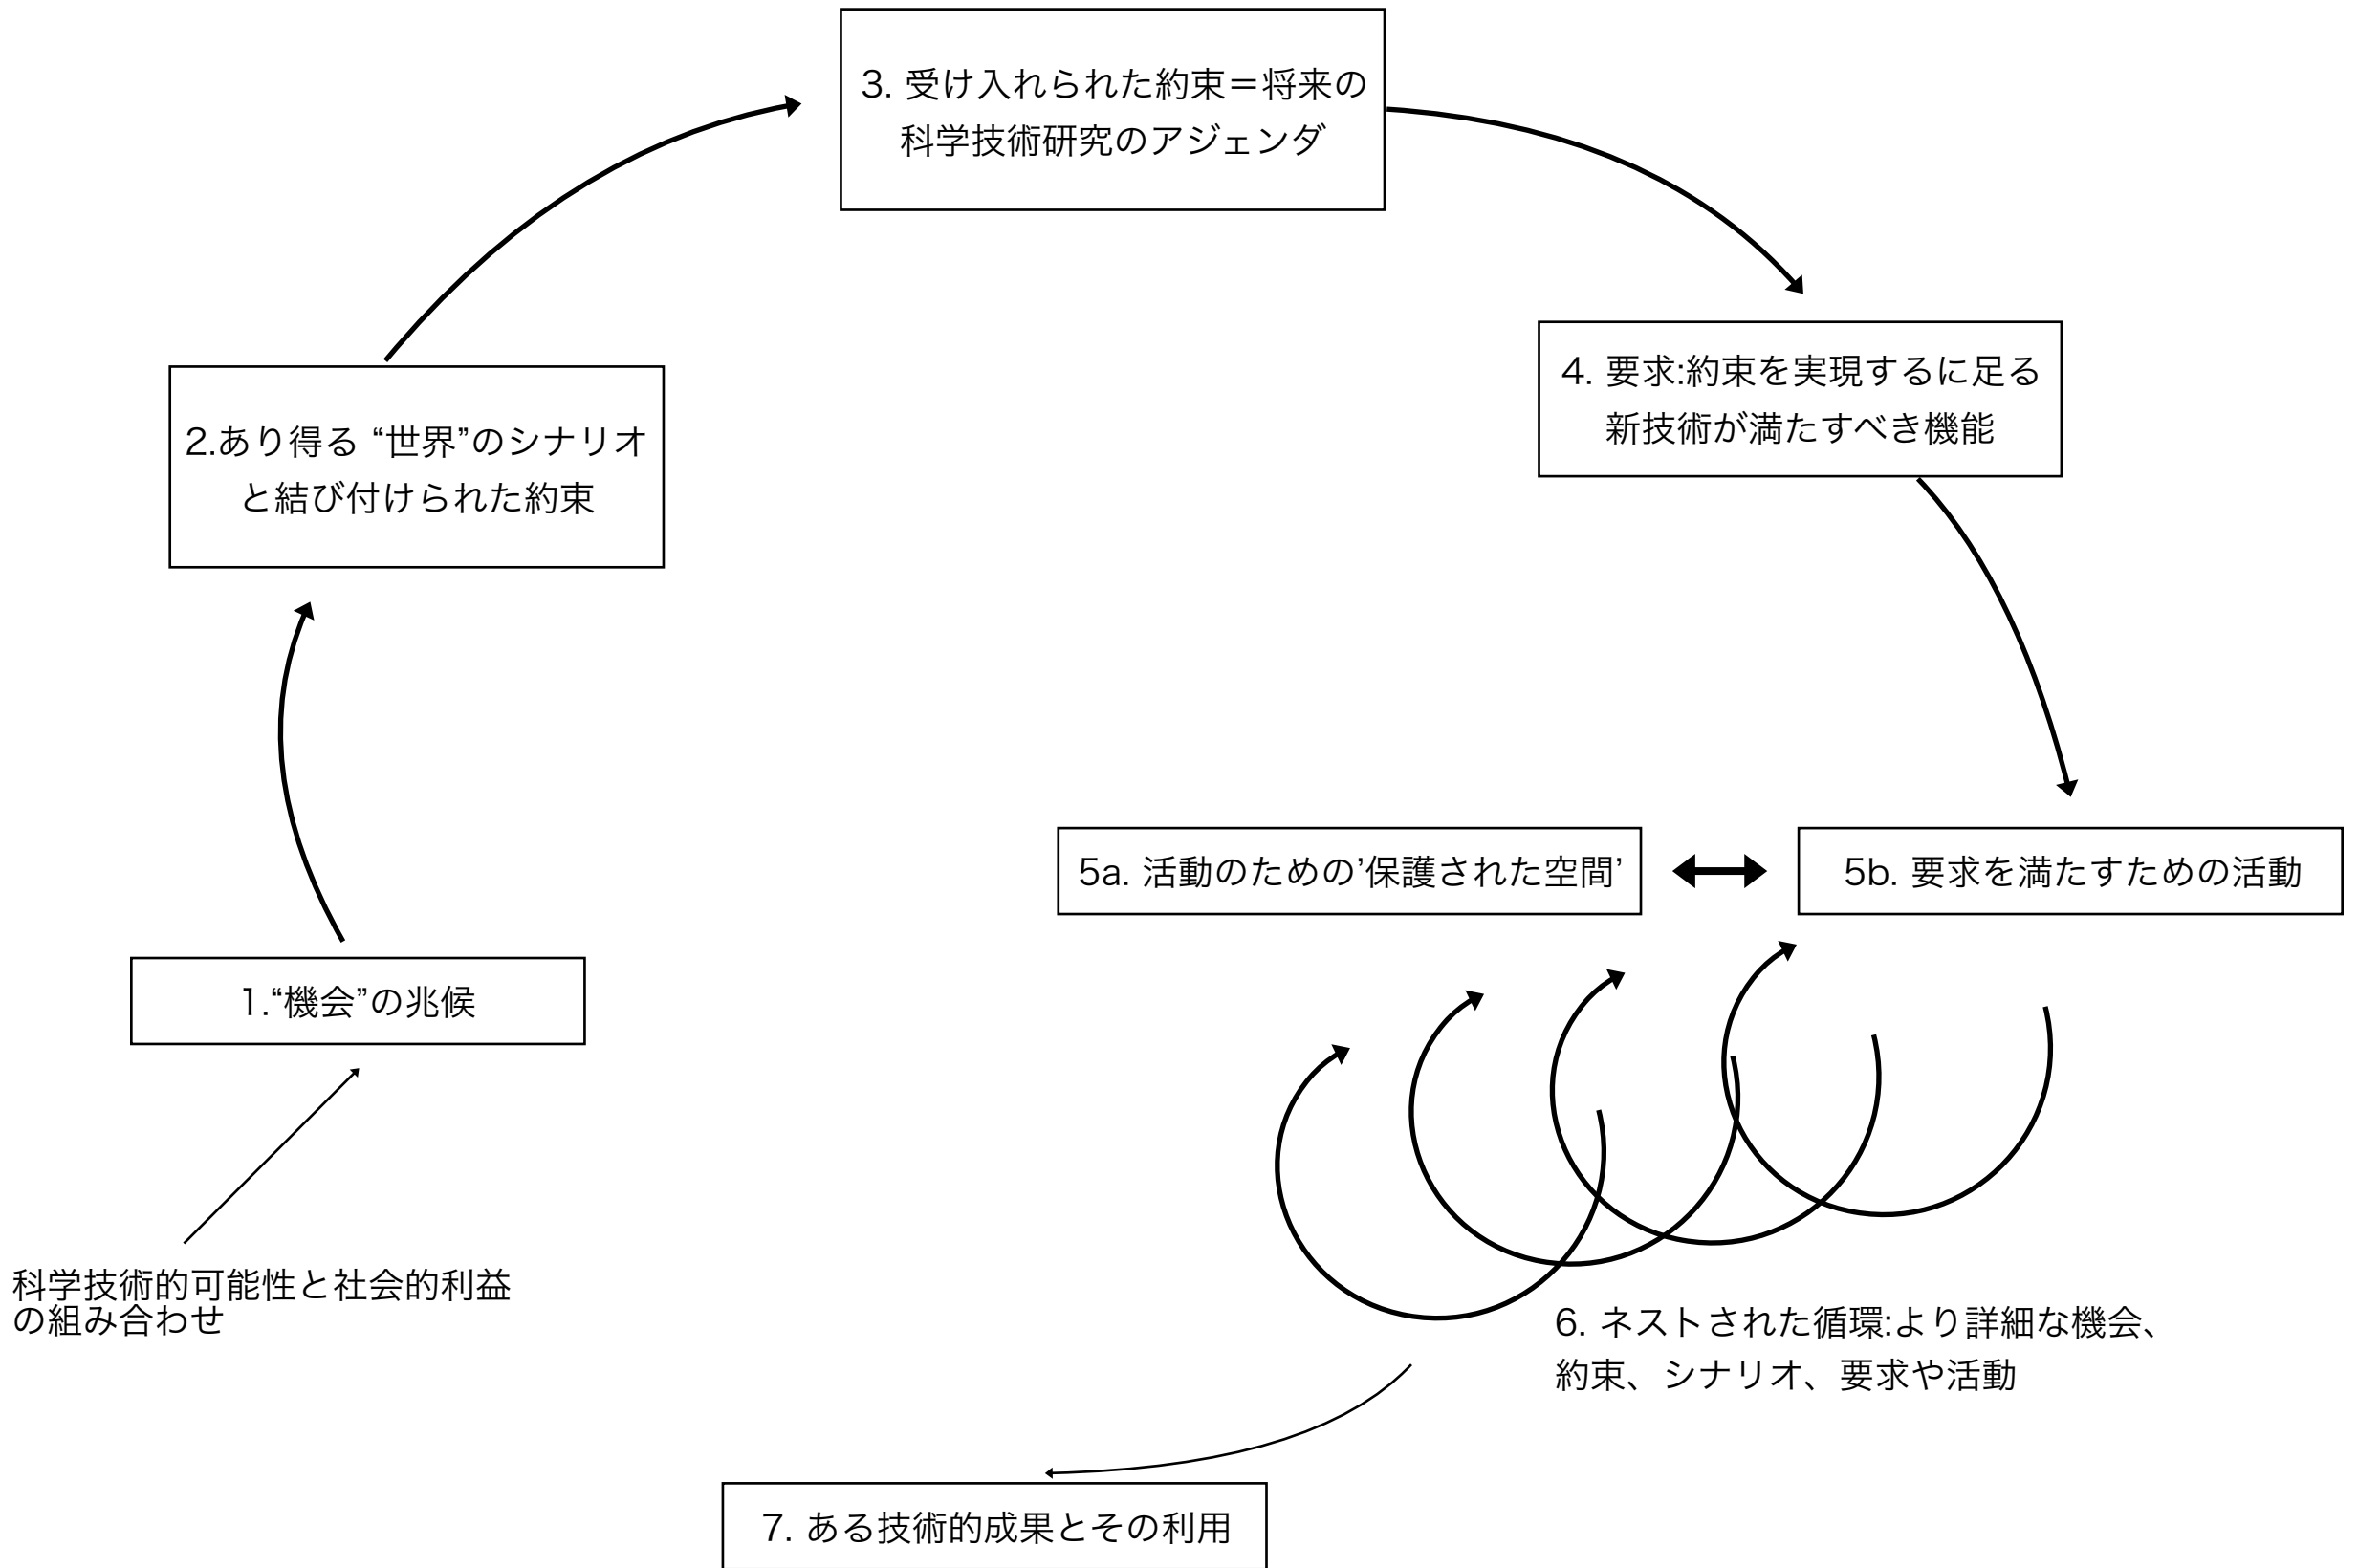 3. 受け入れられた約束＝将来の
科学技術研究のアジェンダ
4. 要求:約束を実現するに足る
新技術が満たすべき機能
2.あり得る “世界”のシナリオ
と結び付けられた約束
5a. 活動のための’保護された空間’
5b. 要求を満たすための活動
1.“機会”の兆候
科学技術的可能性と社会的利益
の組み合わせ
6. ネストされた循環:より詳細な機会、
約束、シナリオ、要求や活動
7. ある技術的成果とその利用